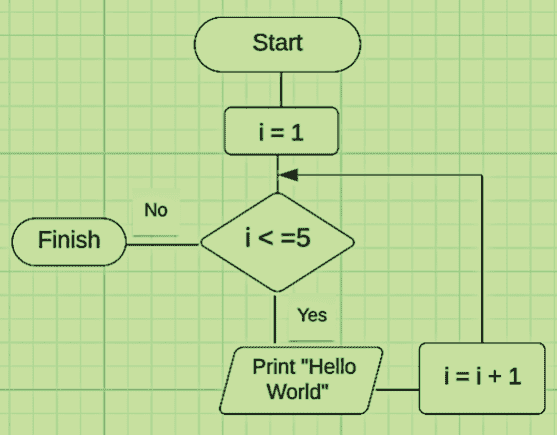 Start
i = 1
i < =5
No
Finish
Yes
Print "Hello
World"
i = i + 1